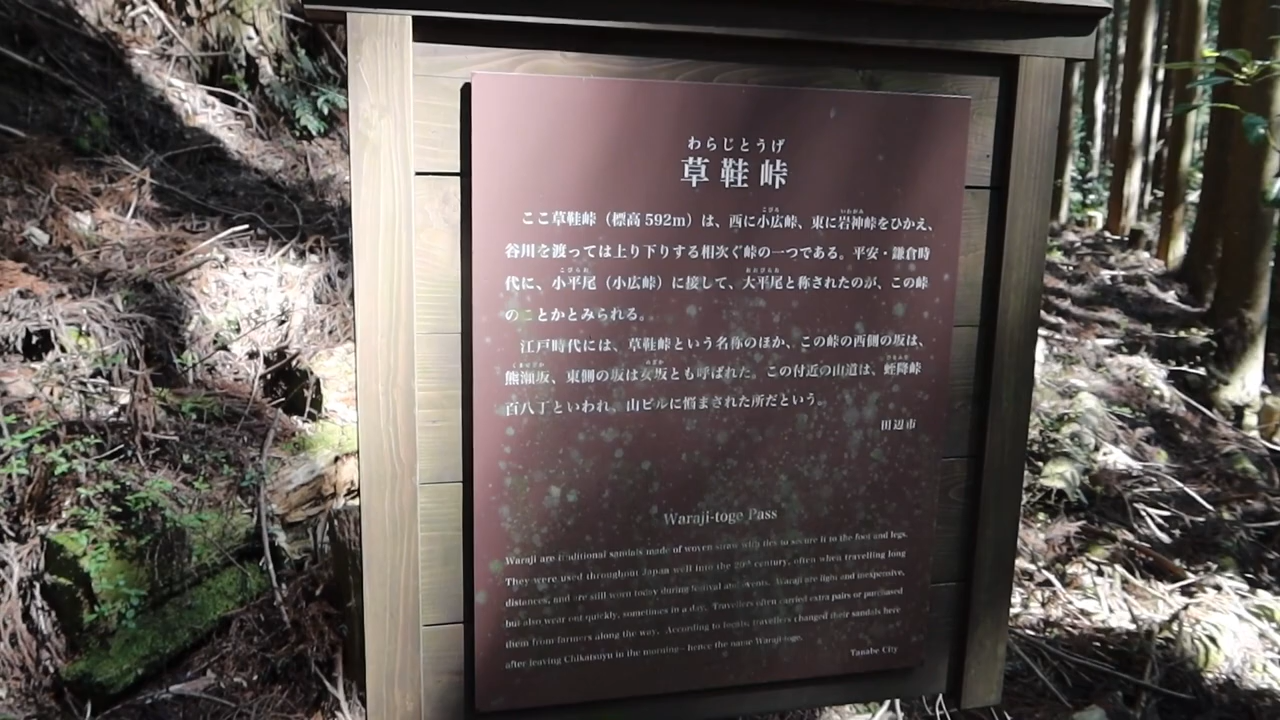 わらじとうげ
草鞋峠
ここ草鞋峠（標高 592m）は、西に小広峠、東に岩神峠をひかえ、
谷川を渡っては上り下りする相次ぐ峠の一つである。平安・鎌倉時
代に、小平尾（小広峠）に接して、大平尾と称されたのが、この峠
のことかとみられる。
江戸時代には、草鞋峠という名称のほか、この峠の西側の坂は、
熊瀬坂、東側の坂は女坂とも呼ばれた。この付近の山道は、蛭降峠
百八丁といわれ、山ビルに悩まされた所だという。
田辺市
Waraji-toge Pass
Waraji are traditional sandals made of woven straw with ties to secure it to the foot and legs.
They were used throughout Japan well into the 20th century, often when travelling long
distances, and are still worn today during festival and events. Waraji are light and inexpensive,
but also wear out quickly, sometimes in a day. Travellers often carried extra pairs or purchased
them from farmers along the way. According to locals, travellers changed their sandals here
after leaving Chikatsuyu in the morning– hence the name Waraji-toge.
Tanabe City